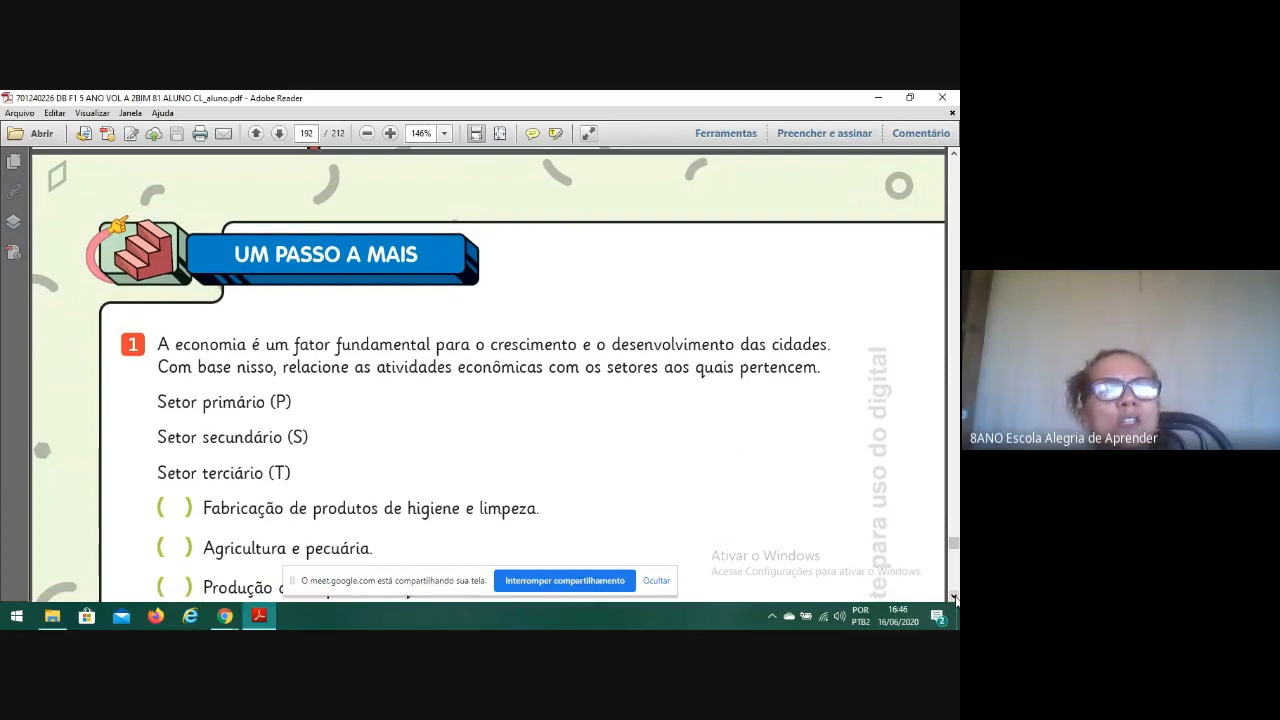 701240226 DB F1 5 ANO VOL A 2BIM 81 ALUNO CL_aluno.pdf - Adobe Reader
Arquivo Editar Visualizar Janela Ajuda
Abrir 192 / 212 146% Ferramentas Preencher e assinar Comentário
UM PASSO A MAIS
1 A economia é um fator fundamental para o crescimento e o desenvolvimento das cidades.
Com base nisso, relacione as atividades econômicas com os setores aos quais pertencem.
Setor primário (P)
Setor secundário (S)
Setor terciário (T)
( ) Fabricação de produtos de higiene e limpeza.
( ) Agricultura e pecuária.
( ) Produção
para uso do digital
Ativar o Windows
Acesse Configurações para ativar o Windows.
O meet.google.com está compartilhando sua tela. Interromper compartilhamento Ocultar
POR
PTB2
16:46
16/06/2020
2
8ANO Escola Alegria de Aprender